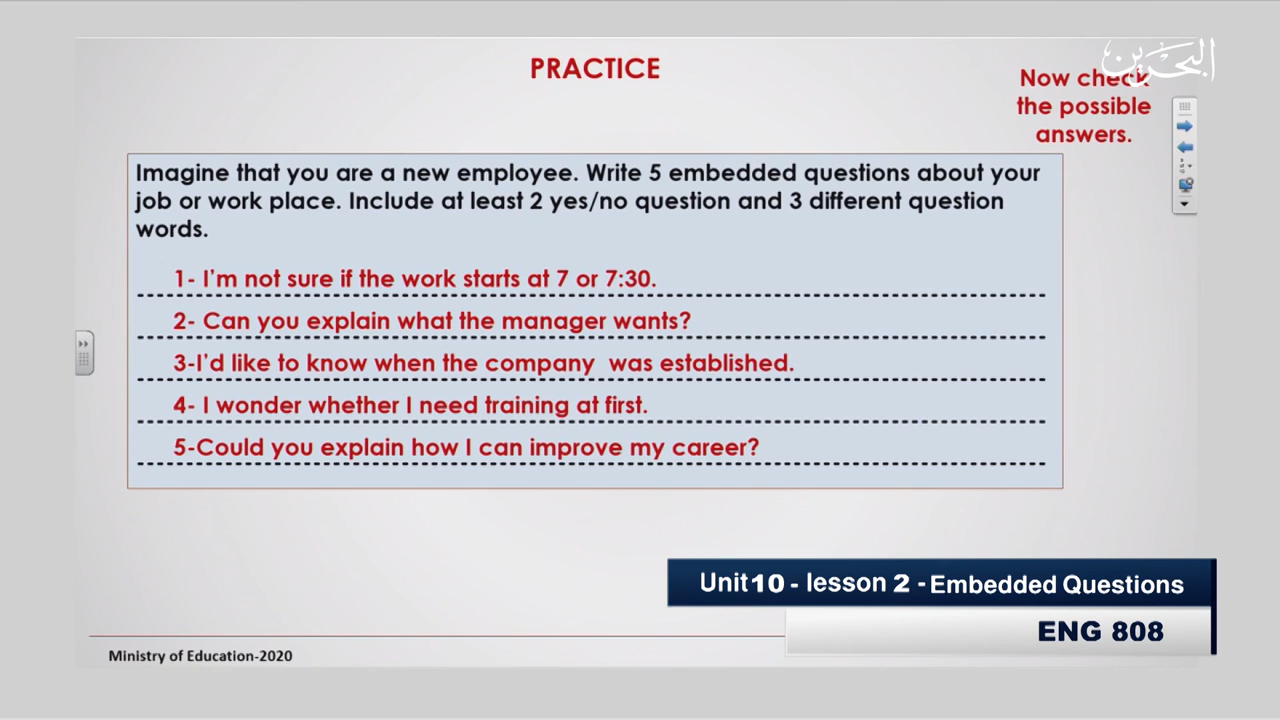 البحرين
PRACTICE
Now check
the possible
answers.
Imagine that you are a new employee. Write 5 embedded questions about your
job or work place. Include at least 2 yes/no question and 3 different question
words.
1- I'm not sure if the work starts at 7 or 7:30.
2- Can you explain what the manager wants?
3-I'd like to know when the company  was established.
4- I wonder whether I need training at first.
5-Could you explain how I can improve my career?
Unit10 - lesson 2 - Embedded Questions
ENG 808
Ministry of Education-2020